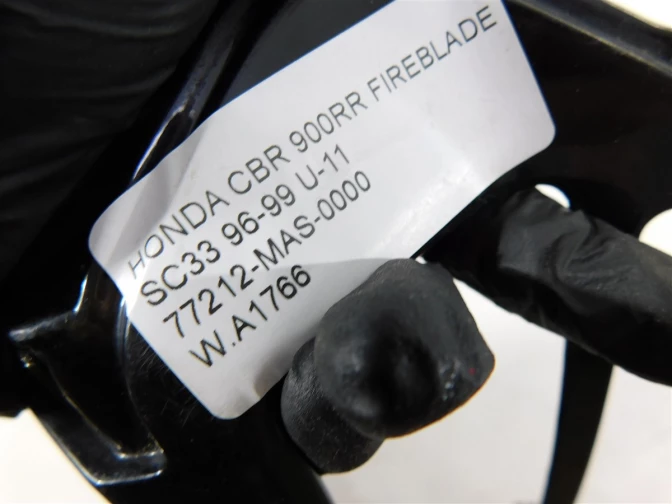 HONDA CBR 900RR FIREBLADE
SC33 96-99 U-11
77212-MAS-0000
W.A1766